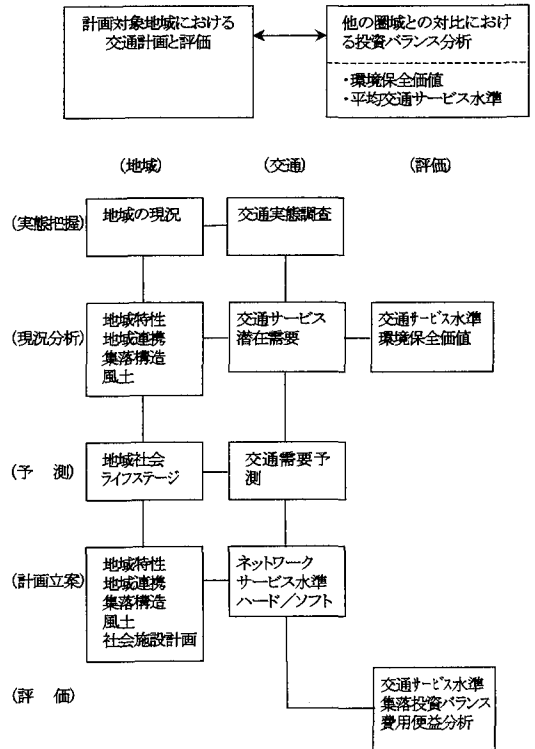 計画対象地域における
交通計画と評価
他の圏域との対比におけ
る投資バランス分析
・環境保全価値
・平均交通サービス水準
(地域)
(交通)
(評価)
(実態把握)
地域の現況
交通実態調査
(現況分析)
地域特性
地域連携
集落構造
風土
交通サービス
潜在需要
交通サービス水準
環境保全価値
(予 測)
地域社会
ライフステージ
交通需要予
測
(計画立案)
地域特性
地域連携
集落構造
風土
社会施設計画
ネットワーク
サービス水準
ハード/ソフト
(評 価)
交通サービス水準
集落投資バランス
費用便益分析